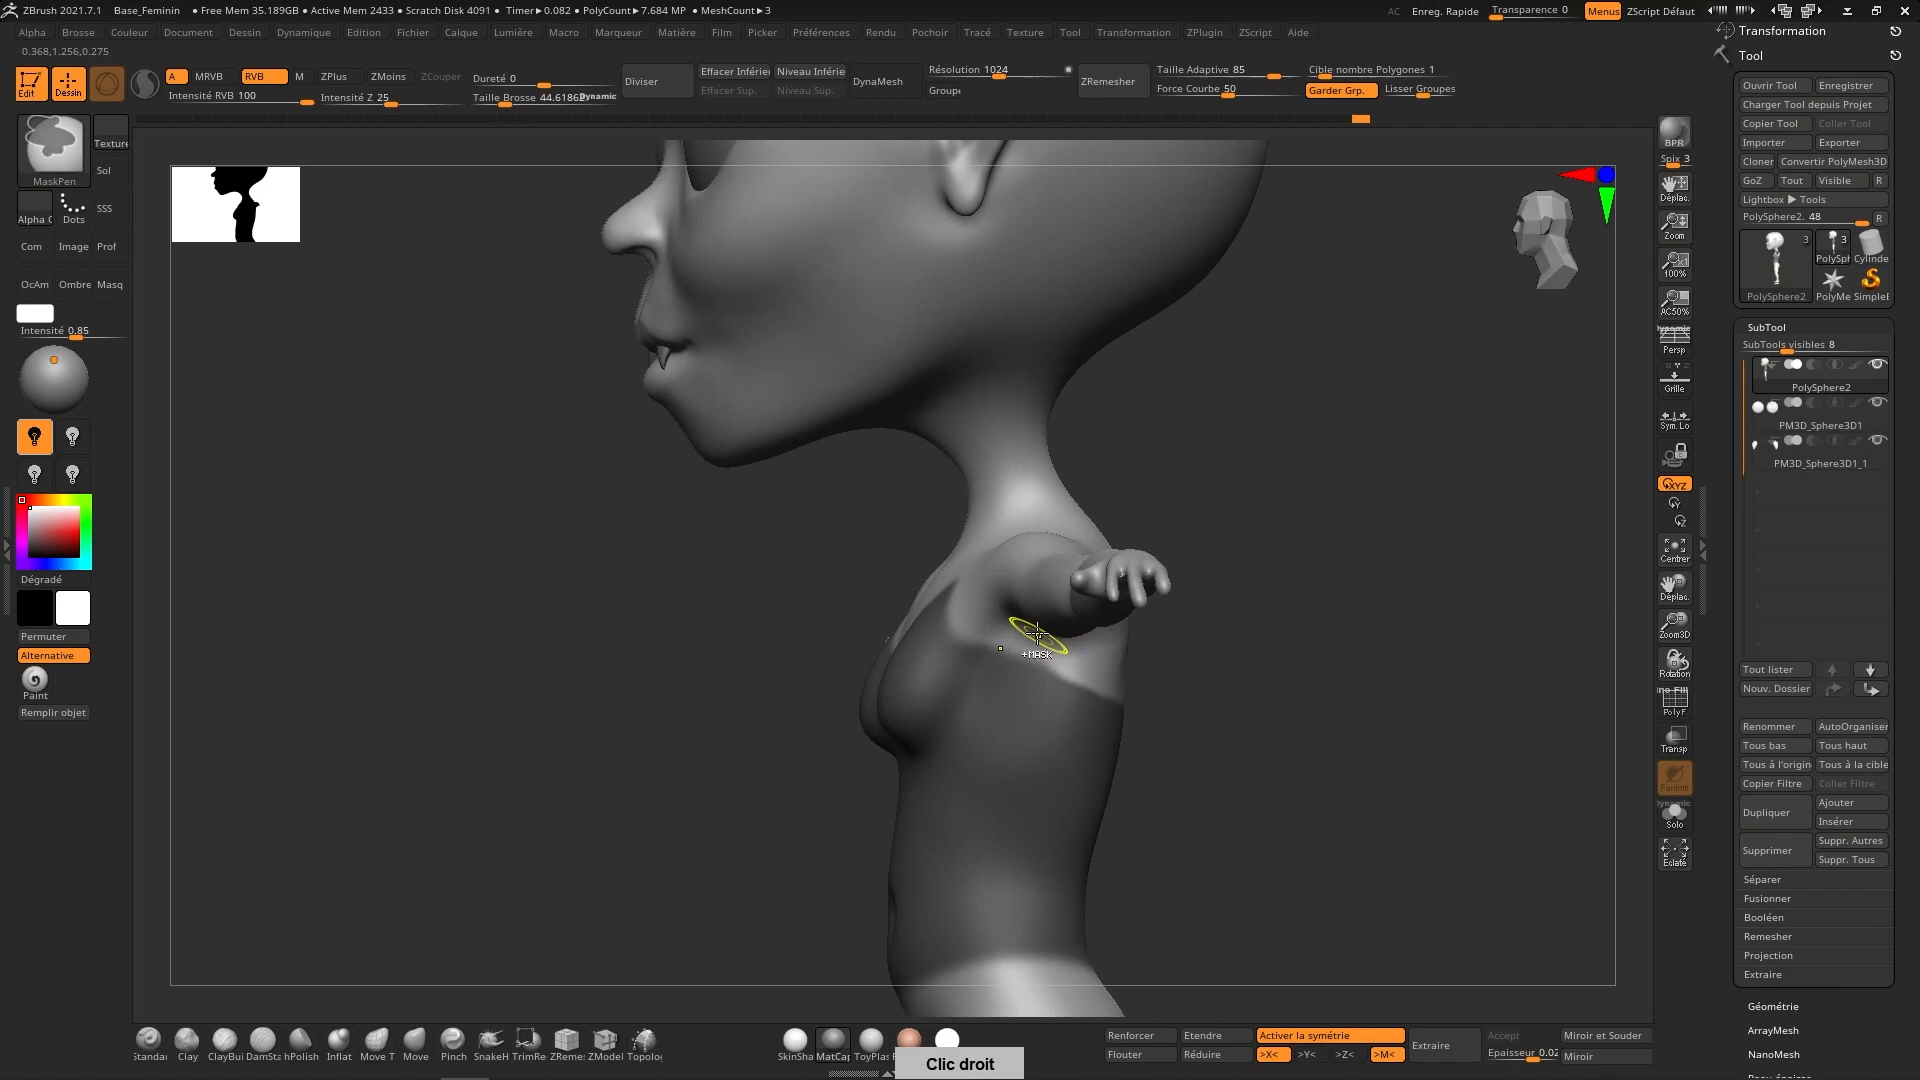 ZBrush 2021.7.1 Base_Feminin • Free Mem 35.189GB • Active Mem 2433 • Scratch Disk 4091 • Timer▸0.082 • PolyCount▸7.684 MP • MeshCount▸3 AC Enreg. Rapide Transparence 0 Menus ZScript Défaut
Alpha Brosse Couleur Document Dessin Dynamique Edition Fichier Calque Lumière Macro Marqueur Matière Film Picker Préférences Rendu Pochoir Tracé Texture Tool Transformation ZPlugin ZScript Aide
0.368,1.256,0.275
Edit Dessin
A MRVB RVB M ZPlus ZMoins ZCouper
Intensité RVB 100 Intensité Z 25
Dureté 0
Taille Brosse 44.61862 Dynamic
Diviser
Effacer Inférie Niveau Inférie
Effacer Sup. Niveau Sup.
DynaMesh
Résolution 1024
Groupe
ZRemesher
Taille Adaptive 85 Cible nombre Polygones 1
Force Courbe 50 Garder Grp. Lisser Groupes
MaskPen
Texture
Sol
Alpha Dots SSS
Com Image Prof
OcAm Ombre Masq
Intensité 0.85
Dégradé
Permuter
Alternative
Paint
Remplir objet
+MASK
BPR
Spix 3
Déplac.
Zoom
100%
AC50%
Dynamic
Persp
Grille
Sym. Lo
XYZ
Y
Z
Centrer
Déplac.
Zoom3D
Rotation
PolyF
Transp
Fantom
Dynamic
Solo
Eclaté
Transformation
Tool
Ouvrir Tool Enregistrer
Charger Tool depuis Projet
Copier Tool Coller Tool
Importer Exporter
Cloner Convertir PolyMesh3D
GoZ Tout Visible R
Lightbox ▶ Tools
PolySphere2. 48 R
3 3
PolySph Cylinde
PolySphere2 PolyMe SimpleE
SubTool
SubTools visibles 8
PolySphere2
PM3D_Sphere3D1
PM3D_Sphere3D1_1
Tout lister
Nouv. Dossier
Renommer AutoOrganiser
Tous bas Tous haut
Tous à l'origin Tous à la cible
Copier Filtre Coller Filtre
Dupliquer Ajouter
Insérer
Supprimer Suppr. Autres
Suppr. Tous
Séparer
Fusionner
Booléen
Remesher
Projection
Extraire
Géométrie
ArrayMesh
NanoMesh
Standar Clay ClayBui DamSta hPolish Inflat Move T Move Pinch SnakeH TrimRe ZReme ZModel Topolog
SkinSha MatCap ToyPlas
Renforcer Etendre Activer la symétrie Extraire Accept Miroir et Souder
Flouter Réduire >X< >Y< >Z< >M< Epaisseur 0.02 Miroir
Clic droit